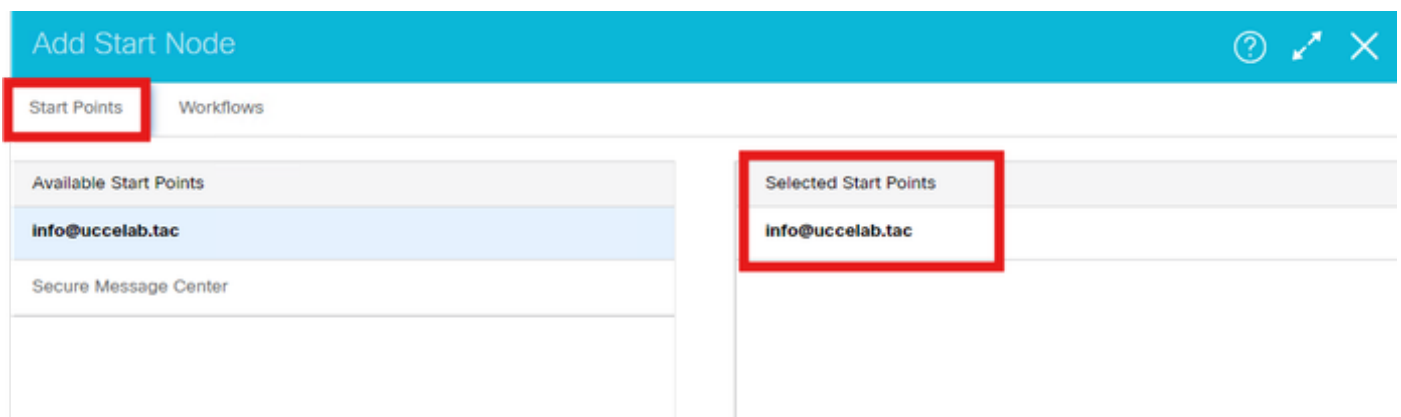 Add Start Node
Start Points Workflows
Available Start Points Selected Start Points
info@uccelab.tac info@uccelab.tac
Secure Message Center